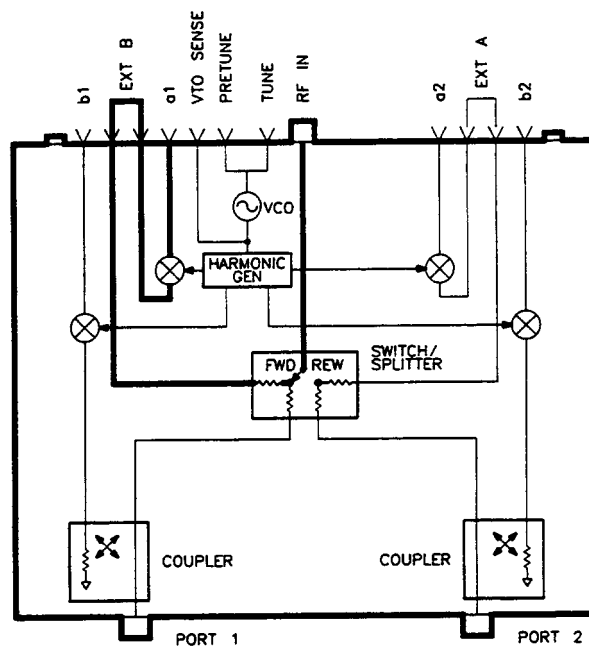 b1
EXT B
a1
VTO SENSE
PRETUNE
TUNE
RF IN
a2
EXT A
b2
VCO
HARMONIC
GEN
FWD REW
SWITCH/
SPLITTER
COUPLER
COUPLER
PORT 1
PORT 2